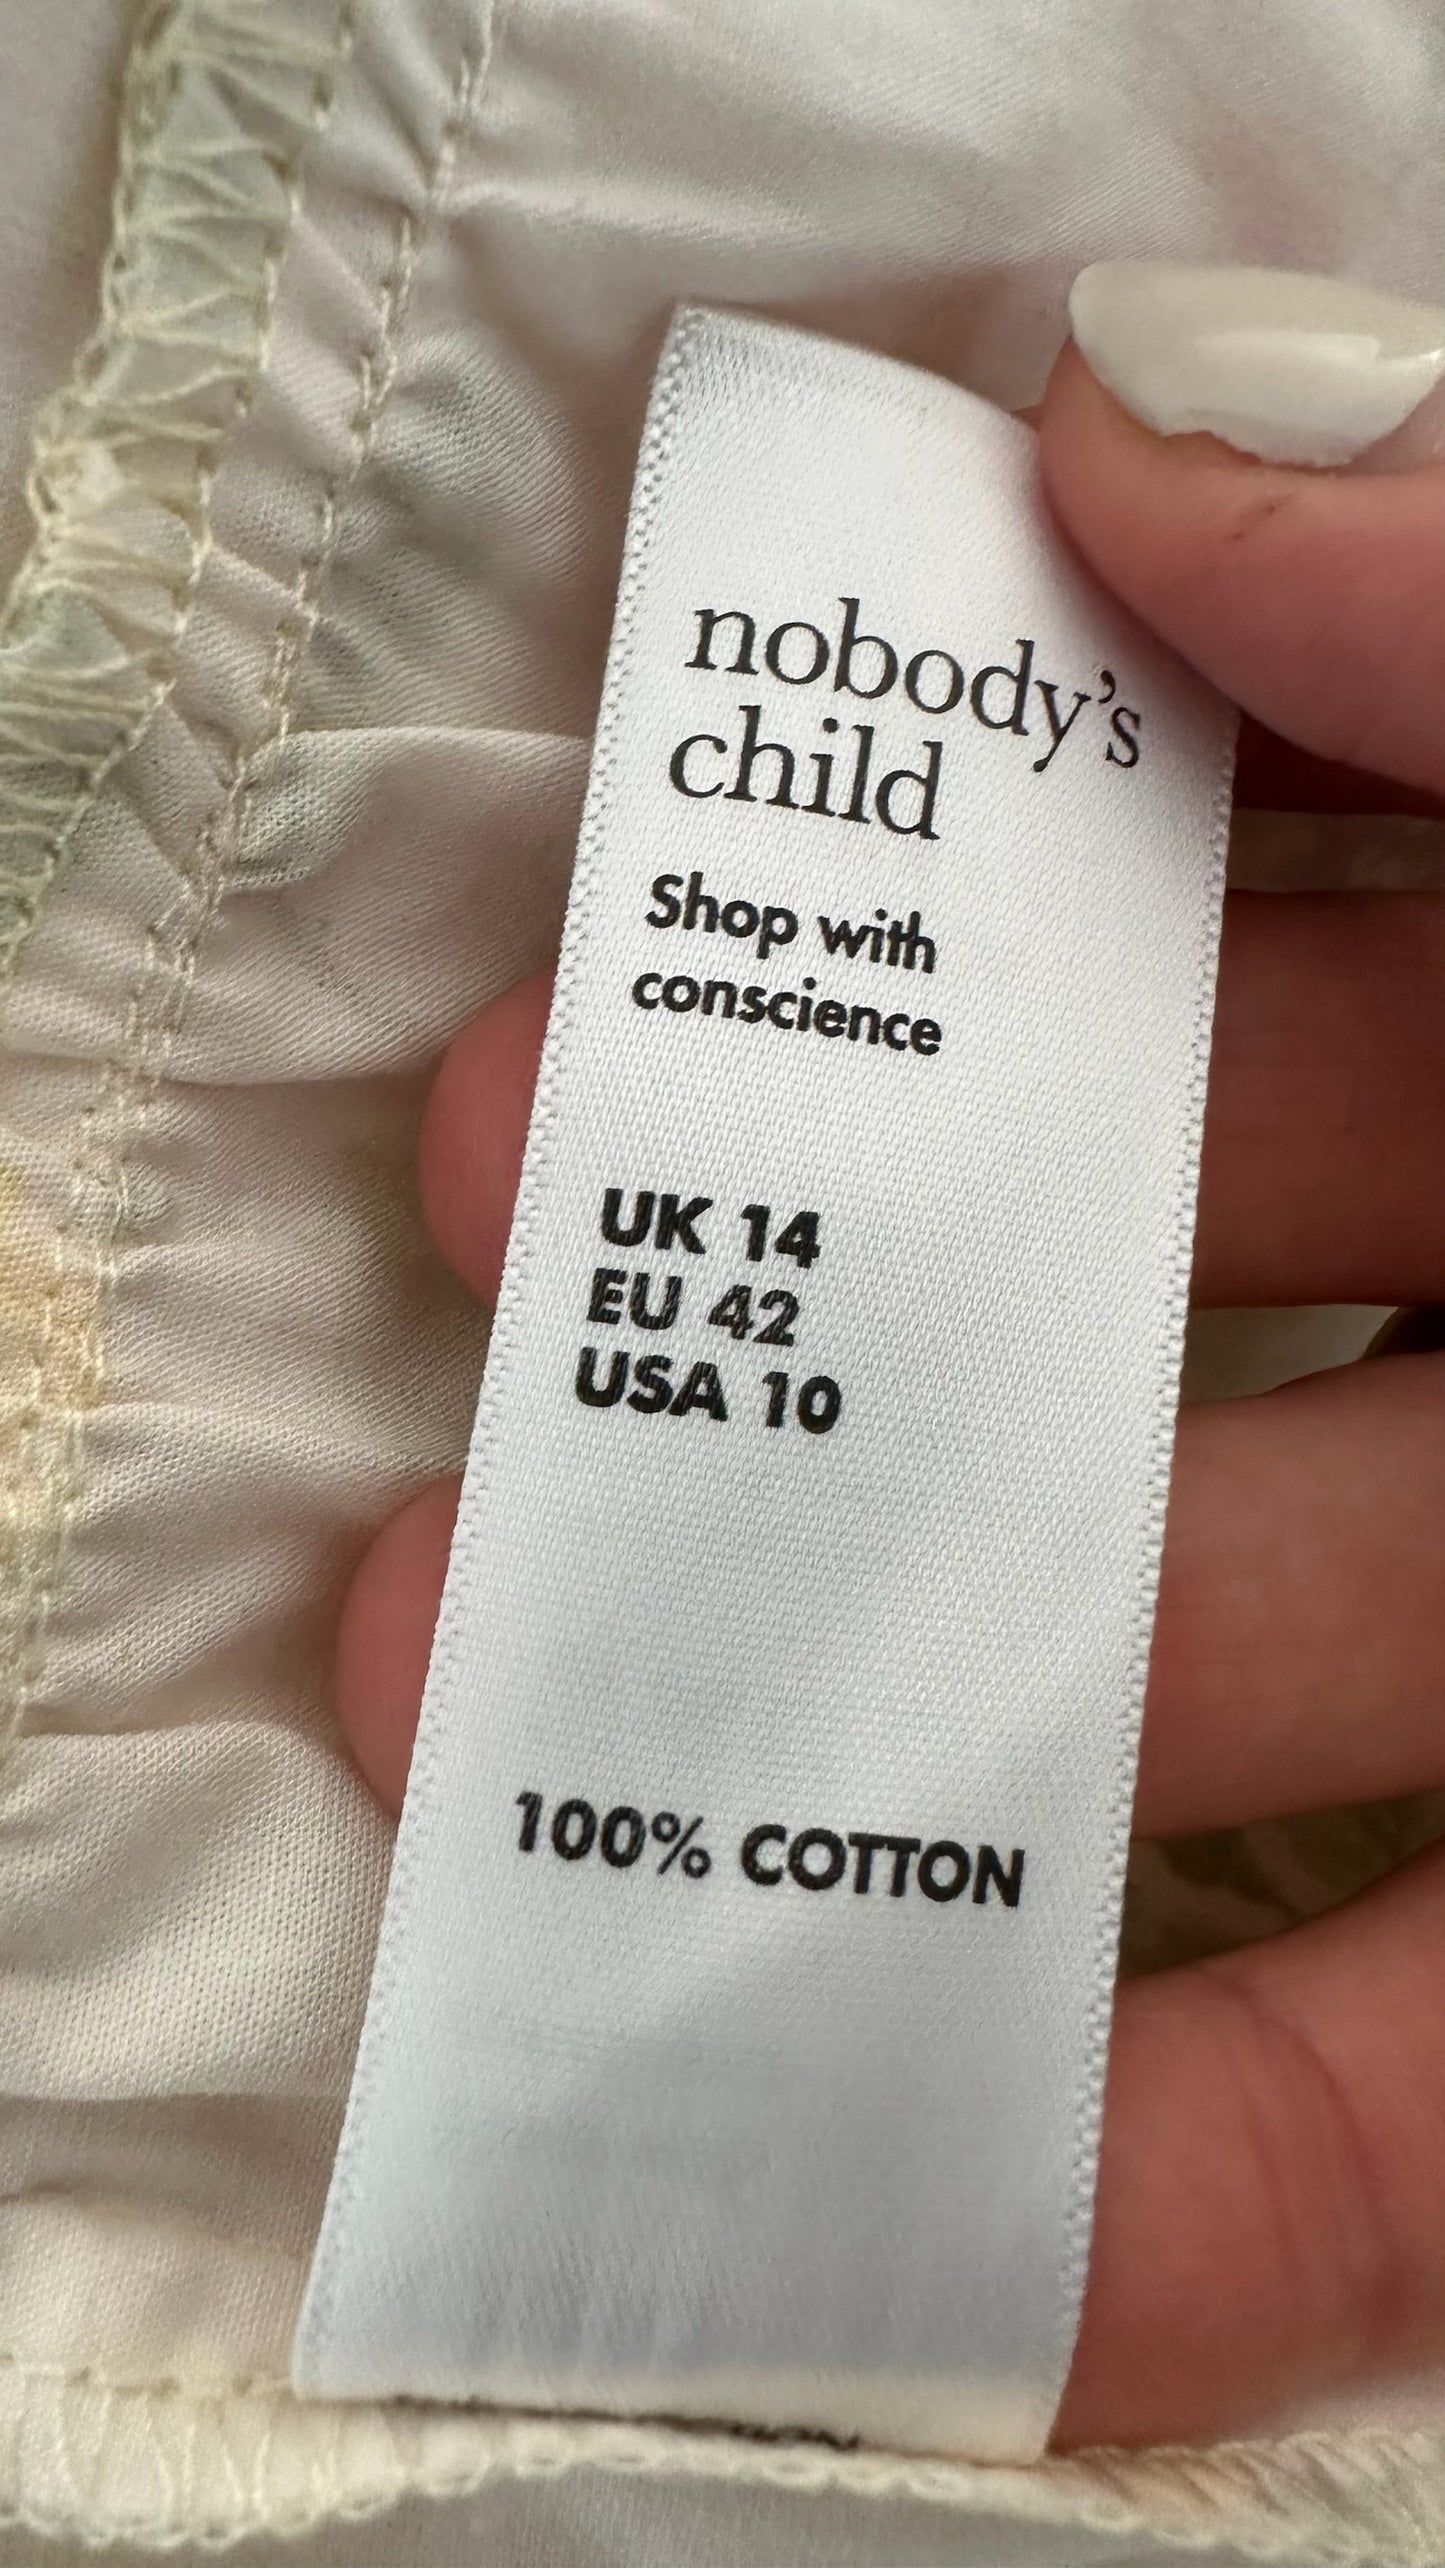 nobody's
child
Shop with
conscience
UK 14
EU 42
USA 10
100% COTTON